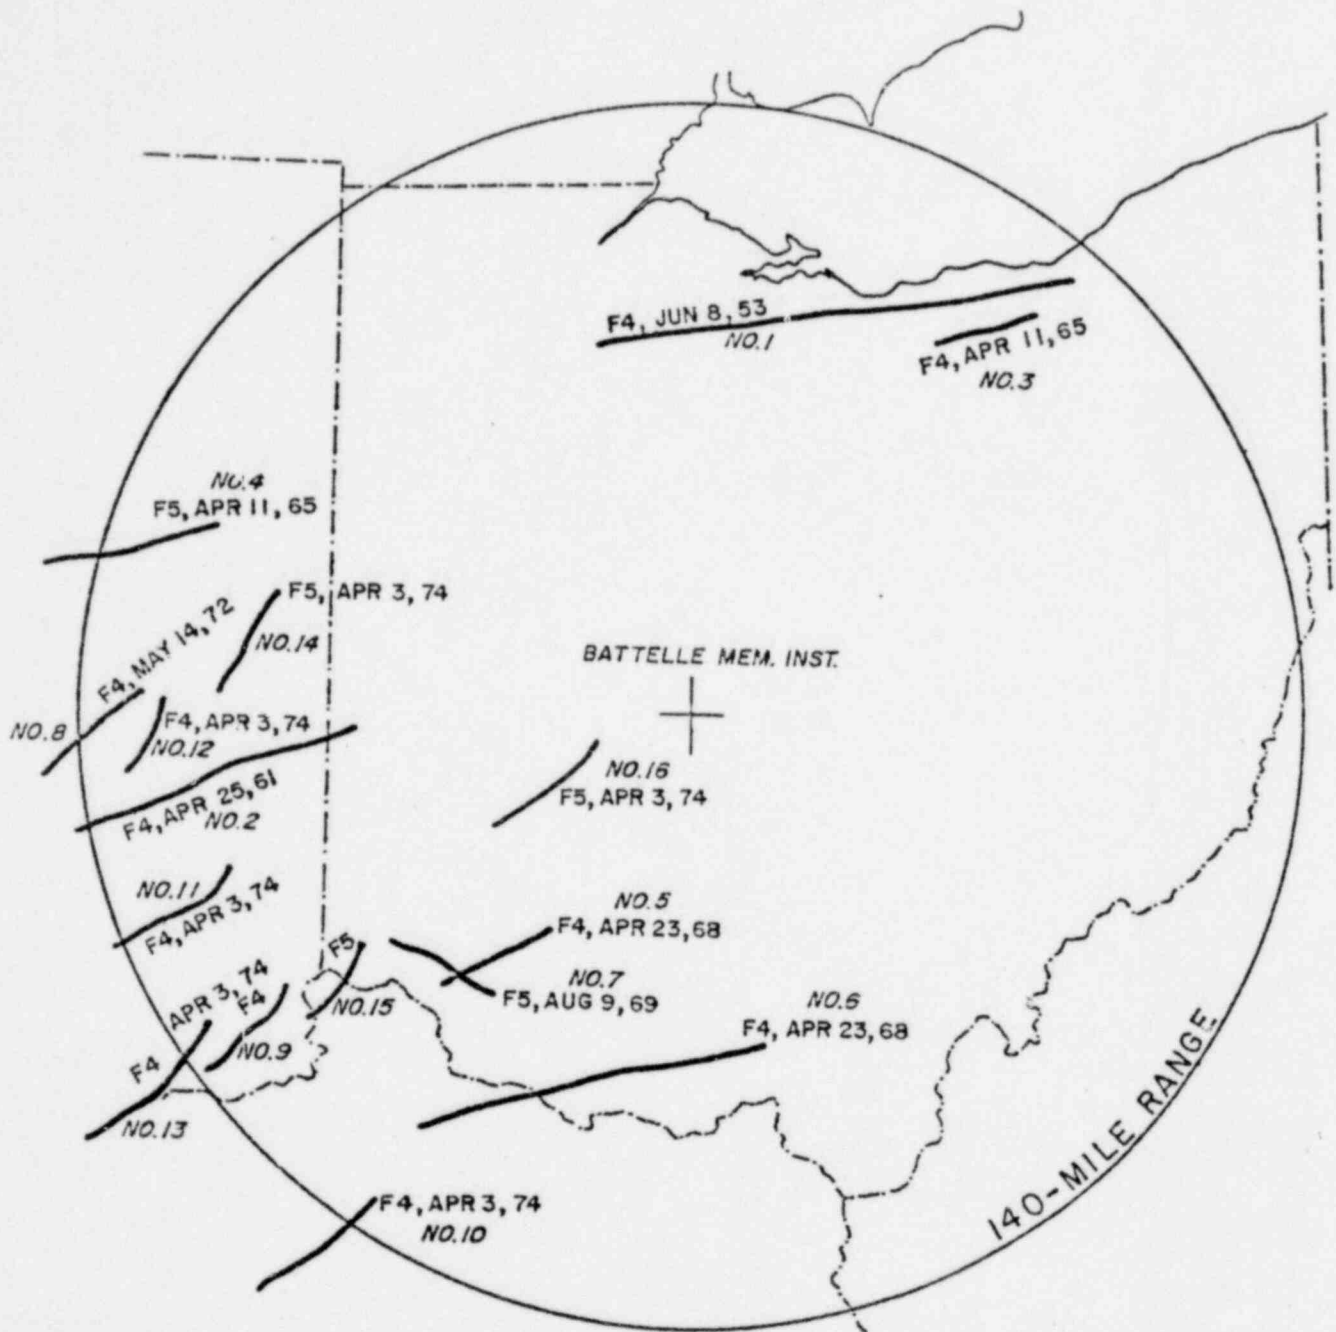 F4, JUN 8, 53
NO.1
F4, APR 11, 65
NO.3
NO.4
F5, APR 11, 65
F5, APR 3, 74
NO.14
F4, MAY 14, 72
NO.8
F4, APR 3, 74
NO.12
F4, APR 25, 61
NO.2
BATTELLE MEM. INST.
NO.16
F5, APR 3, 74
NO.11
F4, APR 3, 74
NO.5
F4, APR 23, 68
NO.7
F5, AUG 9, 69
F5
NO.15
APR 3, 74
F4
NO.9
F4
NO.13
NO.6
F4, APR 23, 68
F4, APR 3, 74
NO.10
140-MILE RANGE